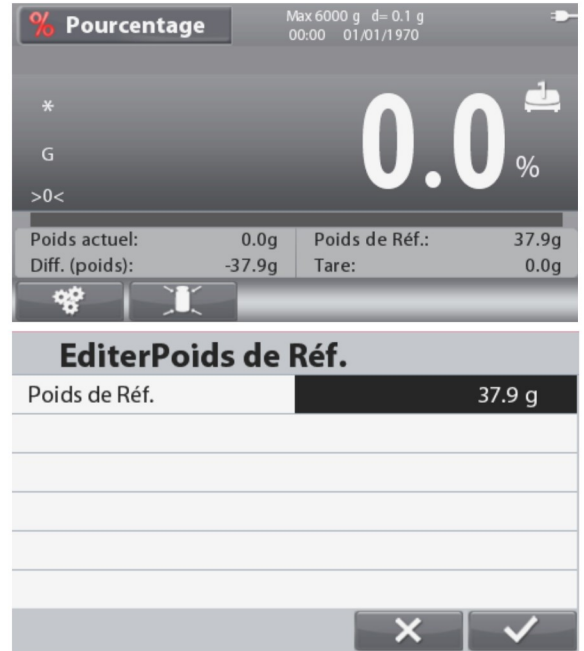 % Pourcentage
Max 6000 g d= 0.1 g
00:00 01/01/1970
*
G
>0<
1
0.0 %
Poids actuel: 0.0g Poids de Réf.: 37.9g
Diff. (poids): -37.9g Tare: 0.0g
EditerPoids de Réf.
Poids de Réf. 37.9 g